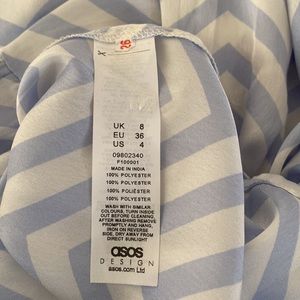 UK 8
EU 36
US 4
09802340
F100001
MADE IN INDIA
100% POLYESTER
100% POLYESTER
100% POLIÉSTER
100% POLYESTER
WASH WITH SIMILAR
COLOURS. TURN INSIDE
OUT BEFORE CLEANING.
AFTER WASHING REMOVE
PROMPTLY AND HANG,
IRON ON REVERSE
SIDE, DRY AWAY FROM
DIRECT SUNLIGHT
asos
DESIGN
asos.com Ltd